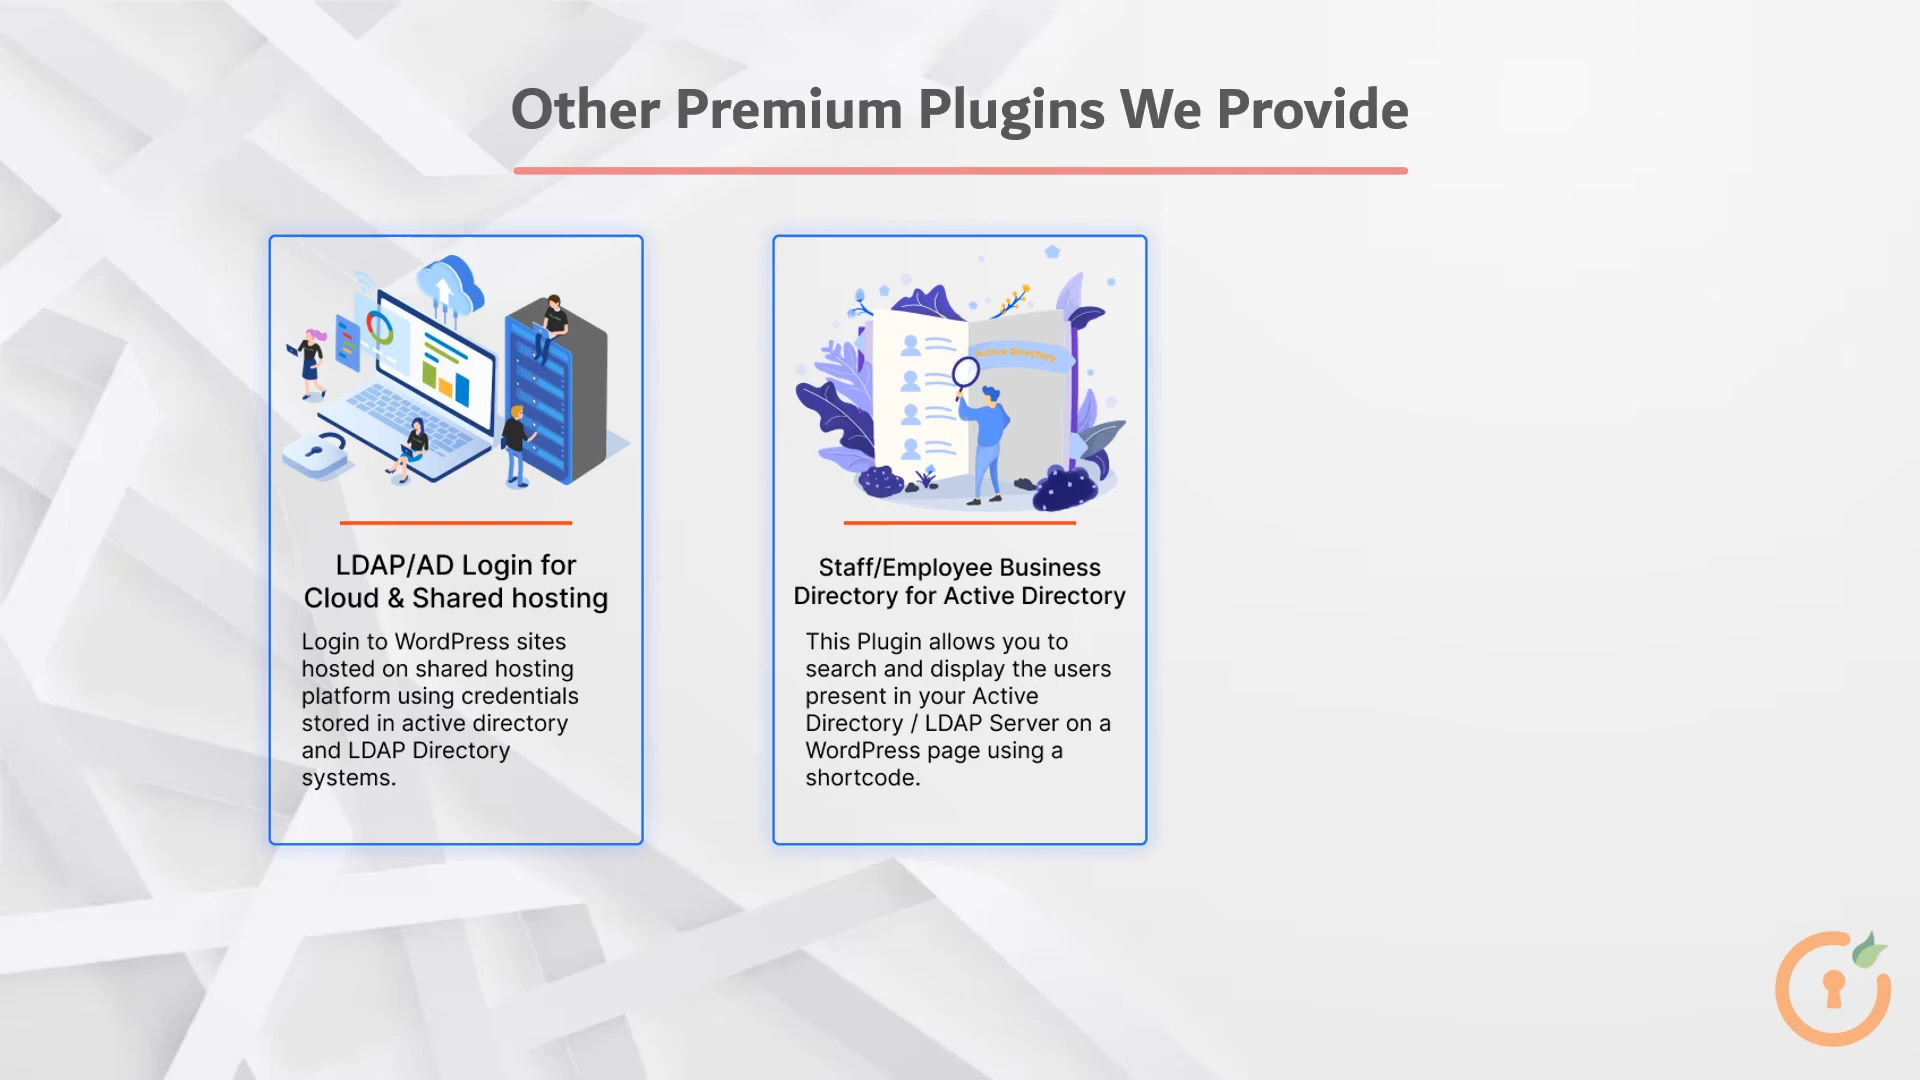 Other Premium Plugins We Provide
LDAP/AD Login for
Cloud & Shared hosting
Login to WordPress sites
hosted on shared hosting
platform using credentials
stored in active directory
and LDAP Directory
systems.
Active Directory
Staff/Employee Business
Directory for Active Directory
This Plugin allows you to
search and display the users
present in your Active
Directory / LDAP Server on a
WordPress page using a
shortcode.